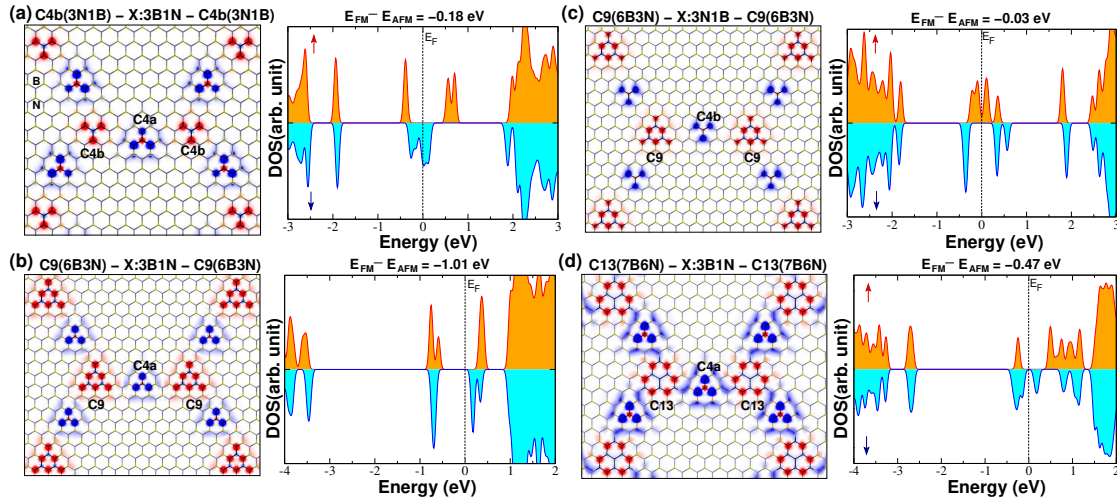 (a) C4b(3N1B) – X:3B1N – C4b(3N1B)
E_FM – E_AFM = –0.18 eV
B
N
C4a
C4b
C4b
DOS(arb. unit)
E_F
-3 -2 -1 0 1 2 3
Energy (eV)
(c) C9(6B3N) – X:3N1B – C9(6B3N)
E_FM – E_AFM = –0.03 eV
C4b
C9
C9
DOS(arb. unit)
E_F
-3 -2 -1 0 1 2 3
Energy (eV)
(b) C9(6B3N) – X:3B1N – C9(6B3N)
E_FM – E_AFM = –1.01 eV
C4a
C9
C9
DOS(arb. unit)
E_F
-4 -3 -2 -1 0 1 2
Energy (eV)
(d) C13(7B6N) – X:3B1N – C13(7B6N)
E_FM – E_AFM = –0.47 eV
C4a
C13
C13
DOS(arb. unit)
E_F
-4 -3 -2 -1 0 1 2
Energy (eV)